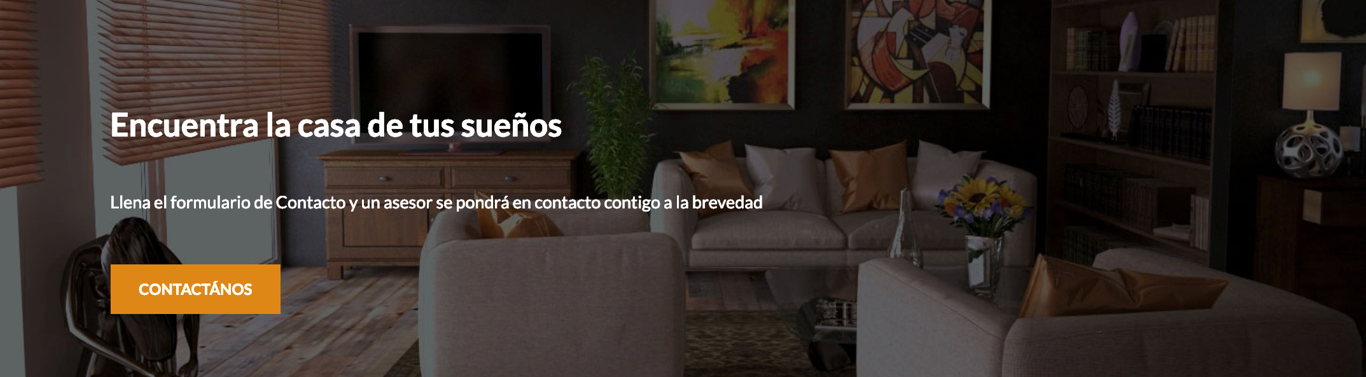 Encuentra la casa de tus sueños
Llena el formulario de Contacto y un asesor se pondrá en contacto contigo a la brevedad
CONTACTÁNOS